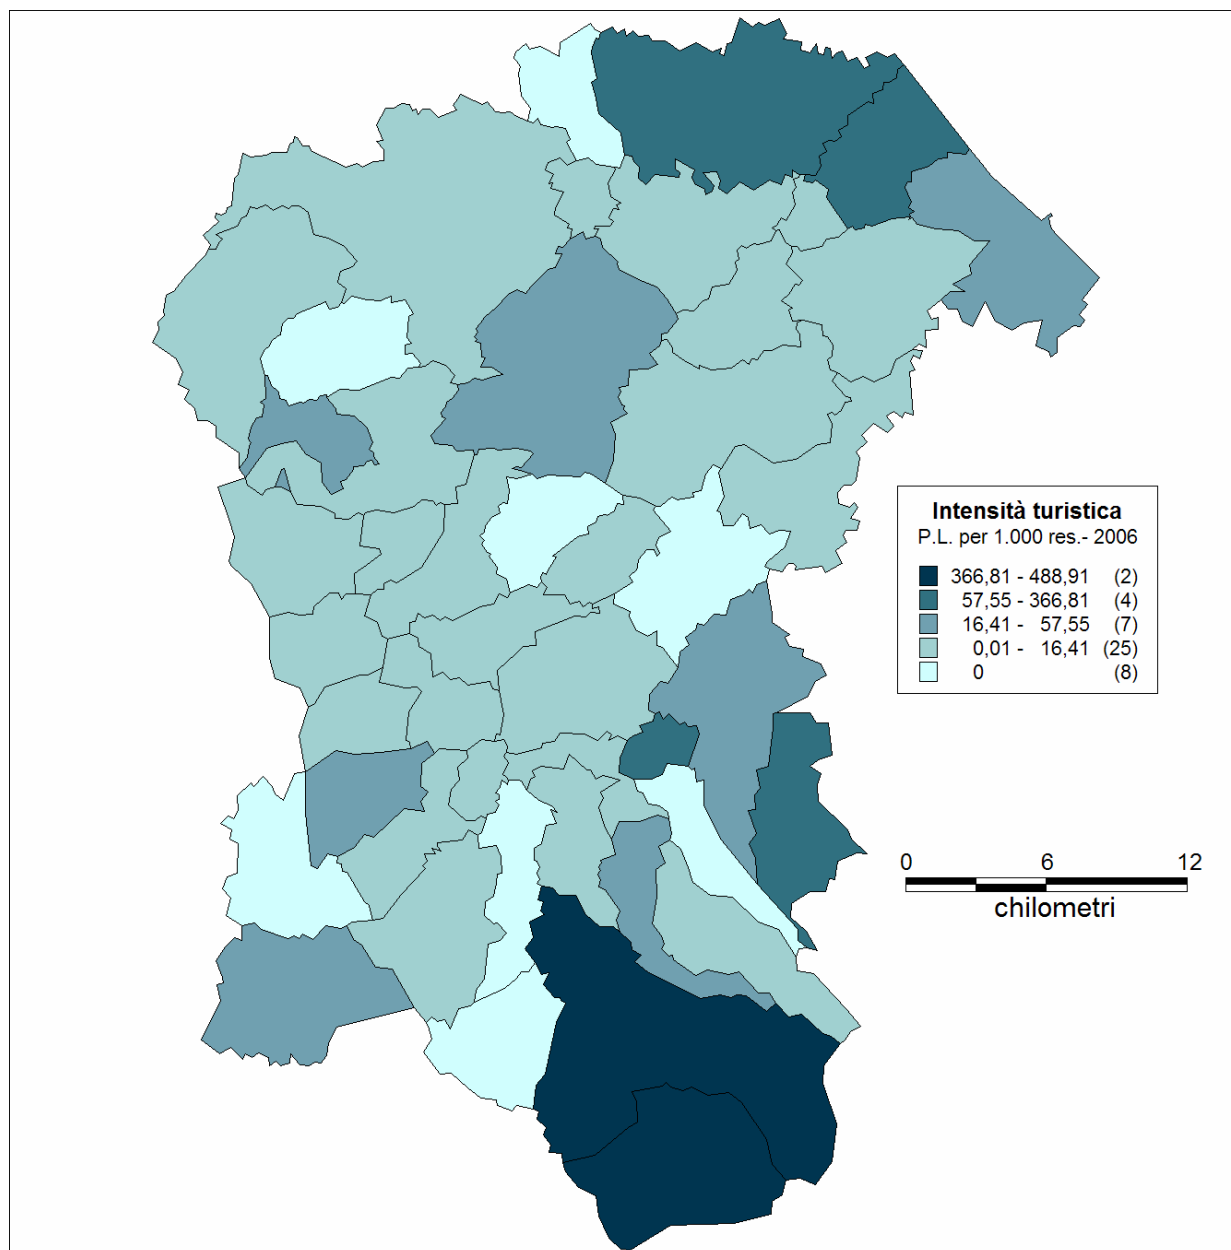 Intensità turistica
P.L. per 1.000 res.- 2006
366,81 - 488,91 (2)
57,55 - 366,81 (4)
16,41 - 57,55 (7)
0,01 - 16,41 (25)
0 (8)
0 6 12
chilometri